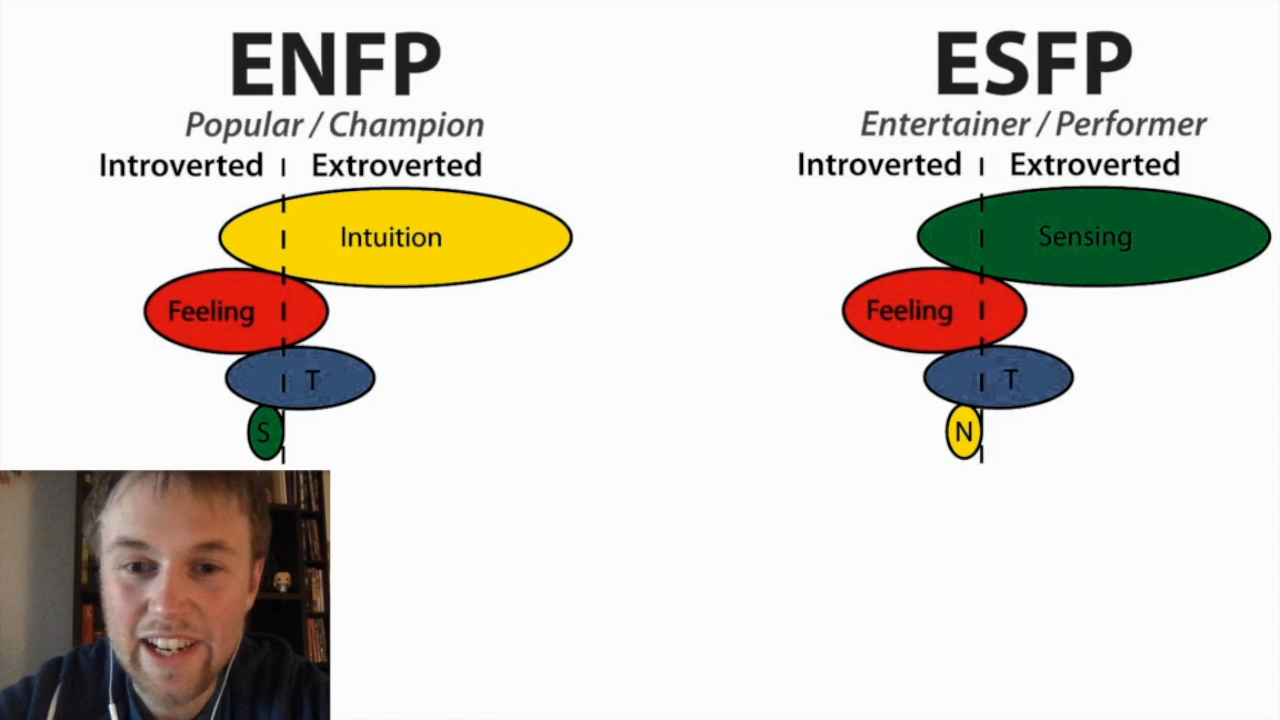 ENFP
Popular / Champion
Introverted Extroverted
Intuition
Feeling
T
S
ESFP
Entertainer / Performer
Introverted Extroverted
Sensing
Feeling
T
N